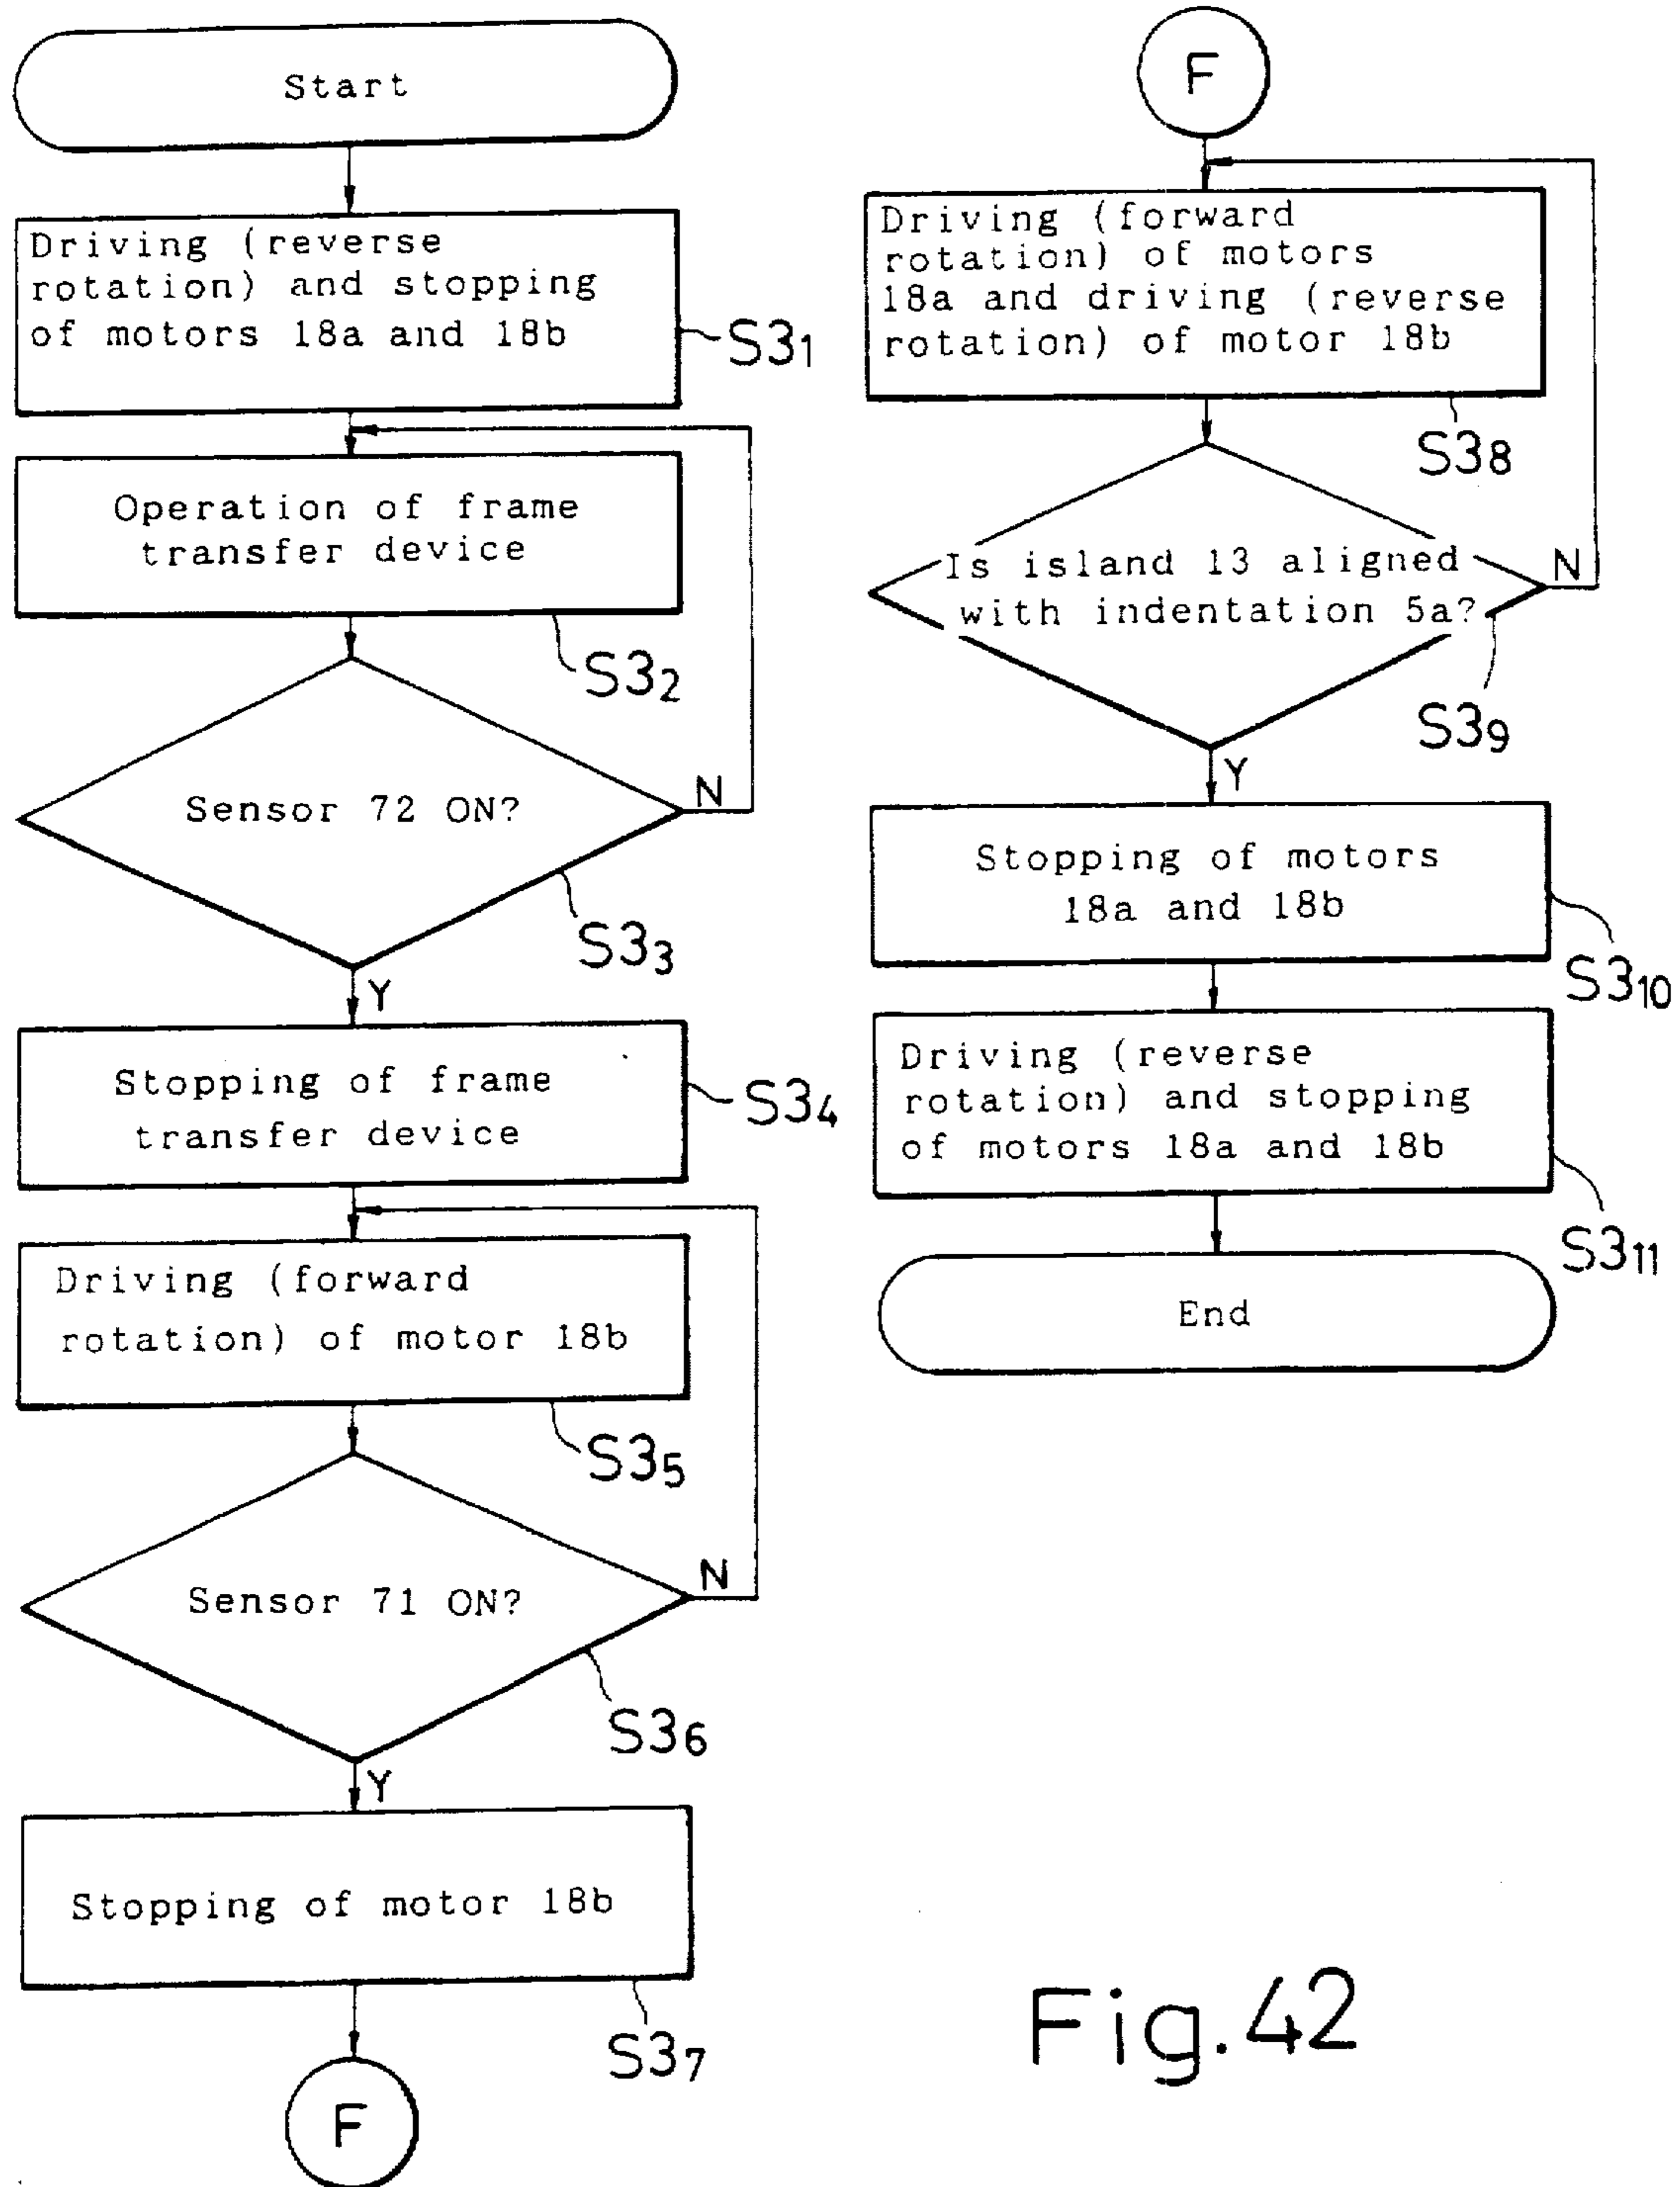 Start
Driving (reverse
rotation) and stopping
of motors 18a and 18b
S31
Operation of frame
transfer device
S32
Sensor 72 ON?
N
S33
Y
Stopping of frame
transfer device
S34
Driving (forward
rotation) of motor 18b
S35
Sensor 71 ON?
N
S36
Y
Stopping of motor 18b
S37
F
F
Driving (forward
rotation) of motors
18a and driving (reverse
rotation) of motor 18b
S38
Is island 13 aligned
with indentation 5a?
N
S39
Y
Stopping of motors
18a and 18b
S310
Driving (reverse
rotation) and stopping
of motors 18a and 18b
S311
End
Fig.42